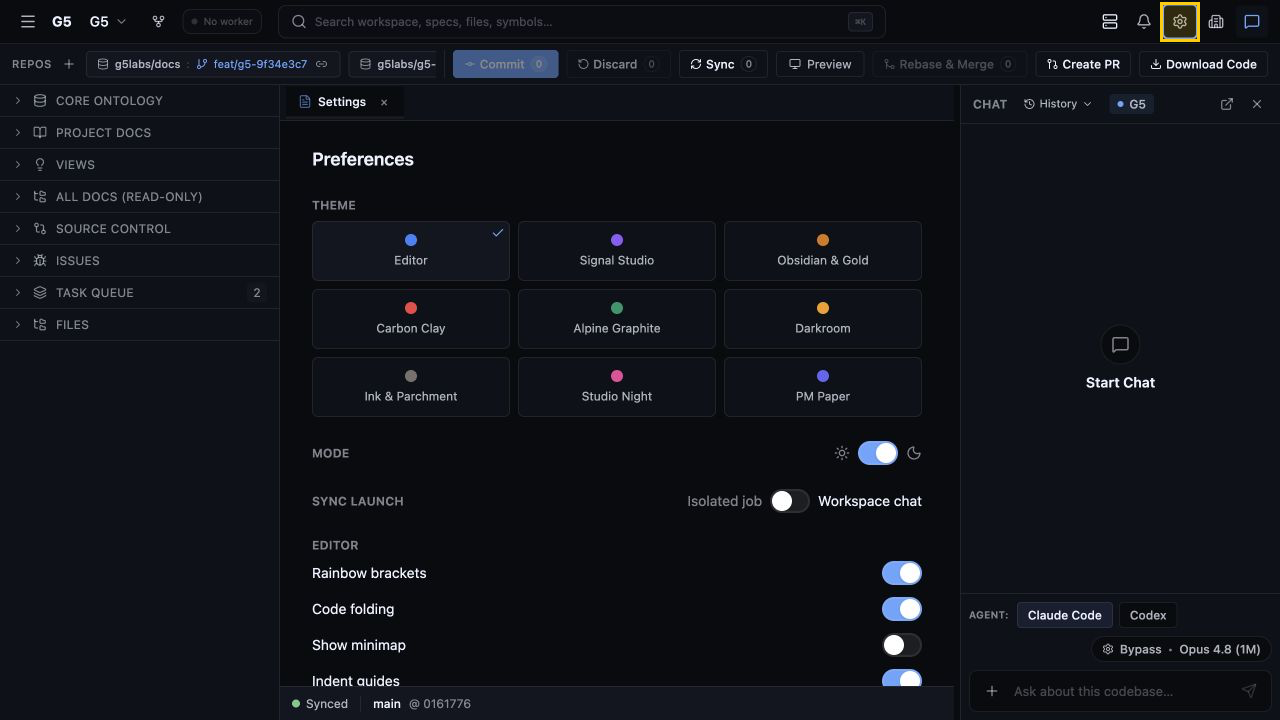 G5
G5
No worker
Search workspace, specs, files, symbols...
⌘K
REPOS
g5labs/docs : feat/g5-9f34e3c7
g5labs/g5-
Commit 0
Discard 0
Sync 0
Preview
Rebase & Merge 0
Create PR
Download Code
CORE ONTOLOGY
PROJECT DOCS
VIEWS
ALL DOCS (READ-ONLY)
SOURCE CONTROL
ISSUES
TASK QUEUE 2
FILES
Settings
Preferences
THEME
Editor
Signal Studio
Obsidian & Gold
Carbon Clay
Alpine Graphite
Darkroom
Ink & Parchment
Studio Night
PM Paper
MODE
SYNC LAUNCH
Isolated job
Workspace chat
EDITOR
Rainbow brackets
Code folding
Show minimap
Indent guides
Synced
main @ 0161776
CHAT
History
G5
Start Chat
AGENT:
Claude Code
Codex
Bypass • Opus 4.8 (1M)
Ask about this codebase...